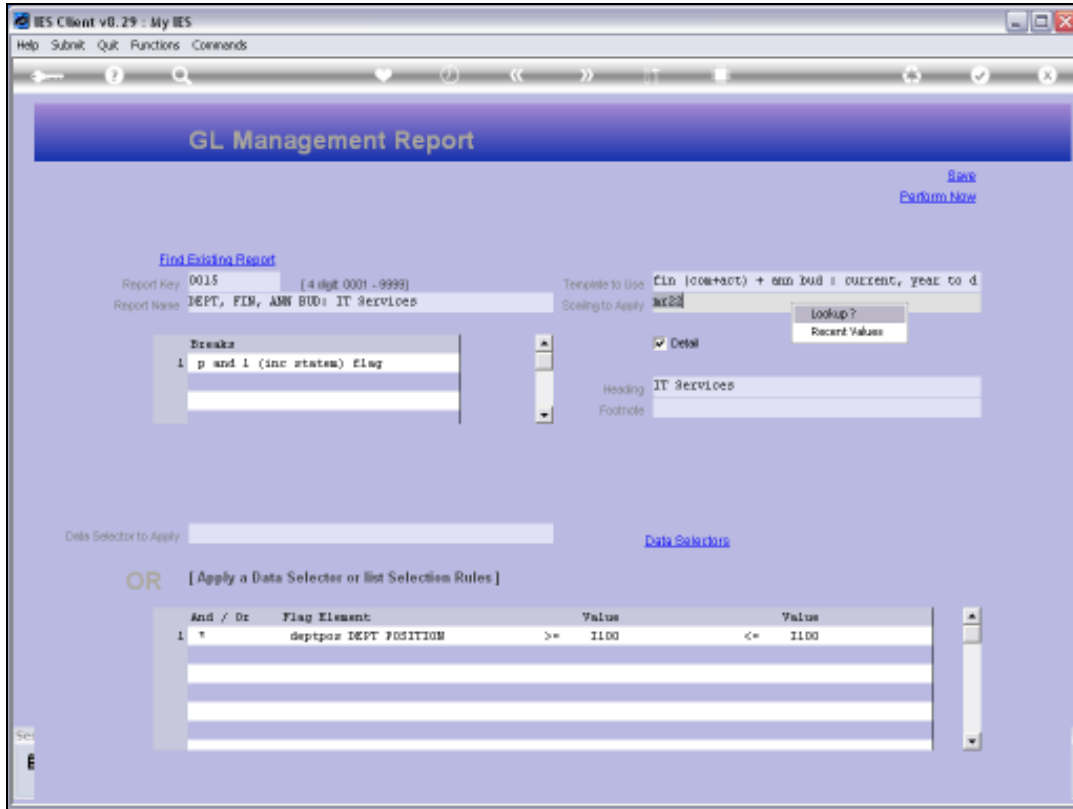 IES Client v8.29 : My IES
Help Submit Quit Functions Commands
GL Management Report
Save
Perform Now
Find Existing Report
Report Key 0015 [ 4 digit: 0001 - 9999]
Template to Use fin (com+act) + ann bud : current, year to d
Report Name DEPT, FIN, ANN BUD: IT Services
Scaling to Apply mr22
Lookup ?
Recent Values
Breaks
Detail
1 p and l (inc statem) flag
Heading IT Services
Footnote
Data Selector to Apply
Data Selectors
OR [ Apply a Data Selector or list Selection Rules ]
And / Or Flag Element Value Value
1 * deptpos DEPT POSITION >= I100 <= I100